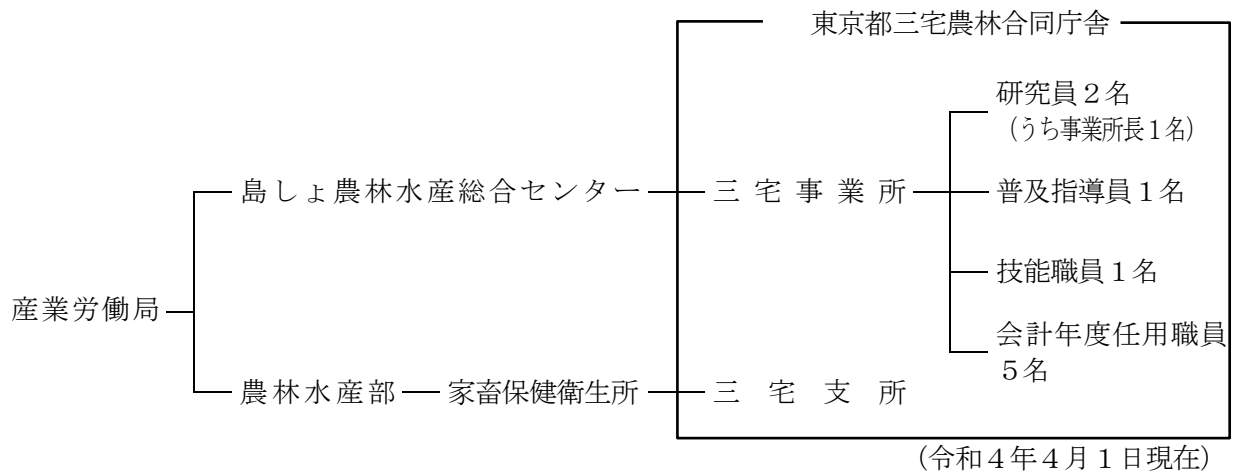 東京都三宅農林合同庁舎
研究員２名
（うち事業所長１名）
島しょ農林水産総合センター
三宅事業所
普及指導員１名
技能職員１名
産業労働局
会計年度任用職員
５名
農林水産部
家畜保健衛生所
三宅支所
（令和４年４月１日現在）